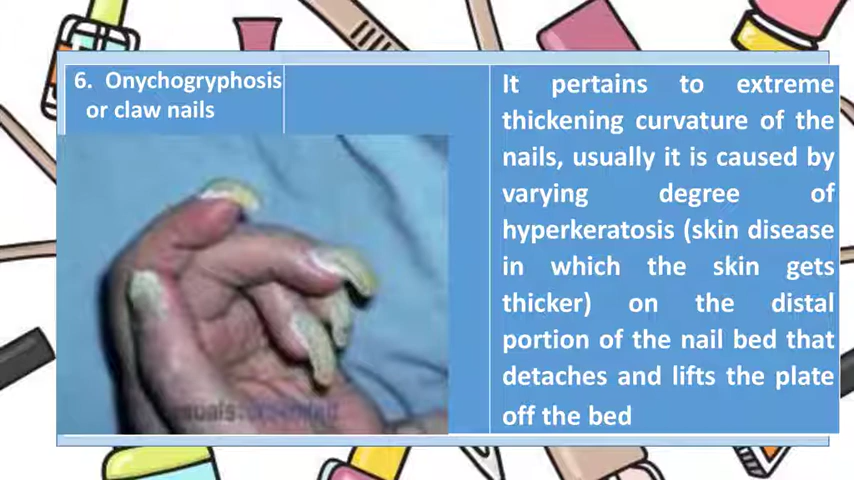 6. Onychogryphosis
or claw nails
It pertains to extreme
thickening curvature of the
nails, usually it is caused by
varying degree of
hyperkeratosis (skin disease
in which the skin gets
thicker) on the distal
portion of the nail bed that
detaches and lifts the plate
off the bed